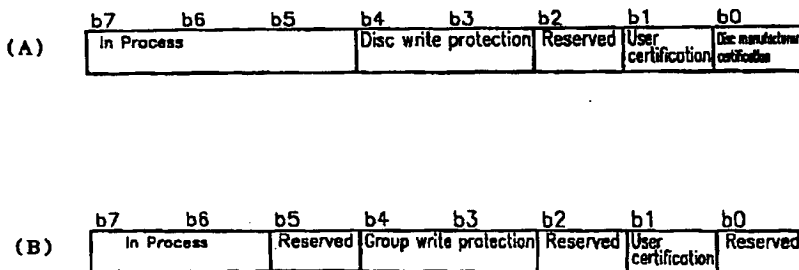 b7 b6 b5 b4 b3 b2 b1 b0
(A) In Process Disc write protection Reserved User certification Disc manufacturer certification
b7 b6 b5 b4 b3 b2 b1 b0
(B) In Process Reserved Group write protection Reserved User certification Reserved